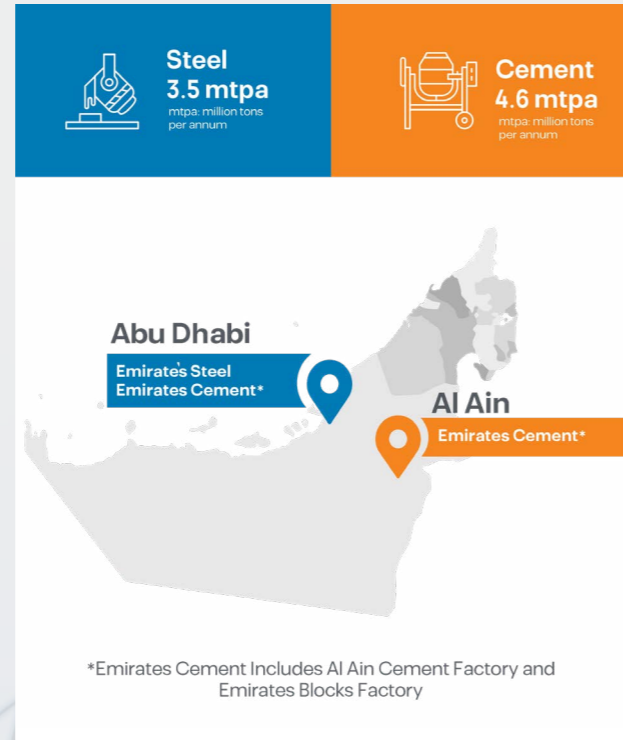 Steel
3.5 mtpa
mtpa: million tons
per annum
Cement
4.6 mtpa
mtpa: million tons
per annum
Abu Dhabi
Emirates Steel
Emirates Cement*
Al Ain
Emirates Cement*
*Emirates Cement Includes Al Ain Cement Factory and
Emirates Blocks Factory